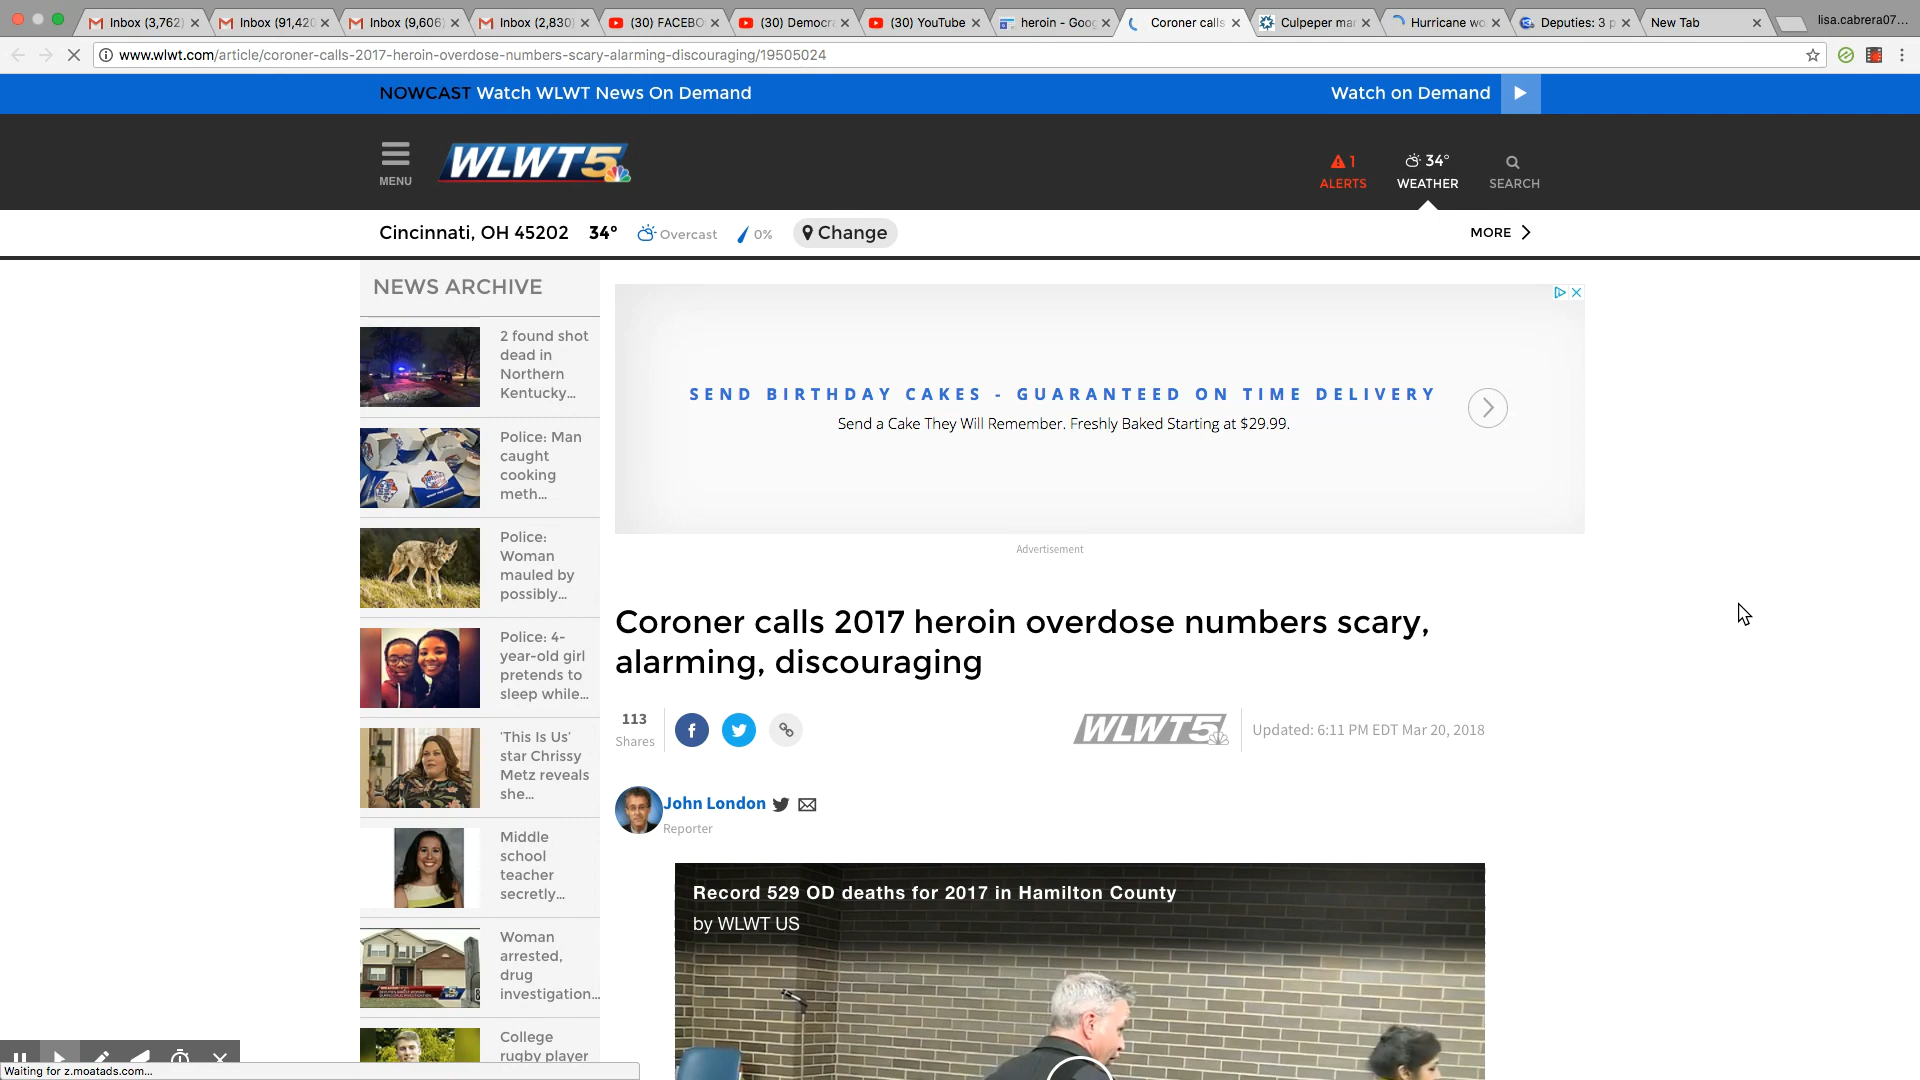 Inbox (3,762)
Inbox (91,420
Inbox (9,606)
Inbox (2,830)
(30) FACEBO
(30) Democra
(30) YouTube
heroin - Goog
Coroner calls
Culpeper man
Hurricane wo
Deputies: 3 p
New Tab
lisa.cabrera07...
www.wlwt.com/article/coroner-calls-2017-heroin-overdose-numbers-scary-alarming-discouraging/19505024
NOWCAST Watch WLWT News On Demand
Watch on Demand
MENU
WLWT5
1
ALERTS
34°
WEATHER
SEARCH
Cincinnati, OH 45202 34° Overcast 0% Change
MORE
NEWS ARCHIVE
2 found shot
dead in
Northern
Kentucky...
Police: Man
caught
cooking
meth...
Police:
Woman
mauled by
possibly...
Police: 4-
year-old girl
pretends to
sleep while...
'This Is Us'
star Chrissy
Metz reveals
she...
Middle
school
teacher
secretly...
Woman
arrested,
drug
investigation...
College
rugby player
SEND BIRTHDAY CAKES - GUARANTEED ON TIME DELIVERY
Send a Cake They Will Remember. Freshly Baked Starting at $29.99.
Advertisement
Coroner calls 2017 heroin overdose numbers scary,
alarming, discouraging
113
Shares
WLWT5
Updated: 6:11 PM EDT Mar 20, 2018
John London
Reporter
Record 529 OD deaths for 2017 in Hamilton County
by WLWT US
Waiting for z.moatads.com...